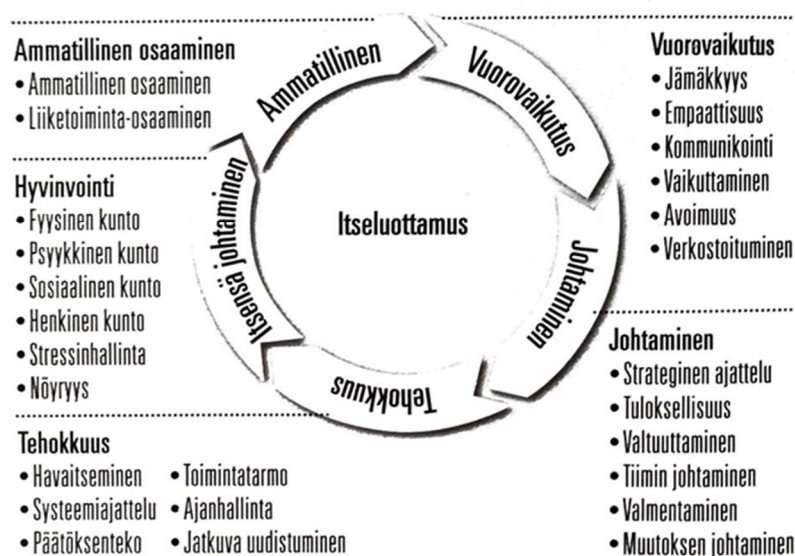 Ammatillinen osaaminen
• Ammatillinen osaaminen
• Liiketoiminta-osaaminen
Hyvinvointi
• Fyysinen kunto
• Psyykkinen kunto
• Sosiaalinen kunto
• Henkinen kunto
• Stressinhallinta
• Nöyryys
Tehokkuus
• Havaitseminen
• Systeemiajattelu
• Päätöksenteko
• Toimintatarmo
• Ajanhallinta
• Jatkuva uudistuminen
Ammatillinen
Vuorovaikutus
Johtaminen
Tehokkuus
Itsensä johtaminen
Itseluottamus
Vuorovaikutus
• Jämäkkyys
• Empaattisuus
• Kommunikointi
• Vaikuttaminen
• Avoimuus
• Verkostoituminen
Johtaminen
• Strateginen ajattelu
• Tuloksellisuus
• Valtuuttaminen
• Tiimin johtaminen
• Valmentaminen
• Muutoksen johtaminen